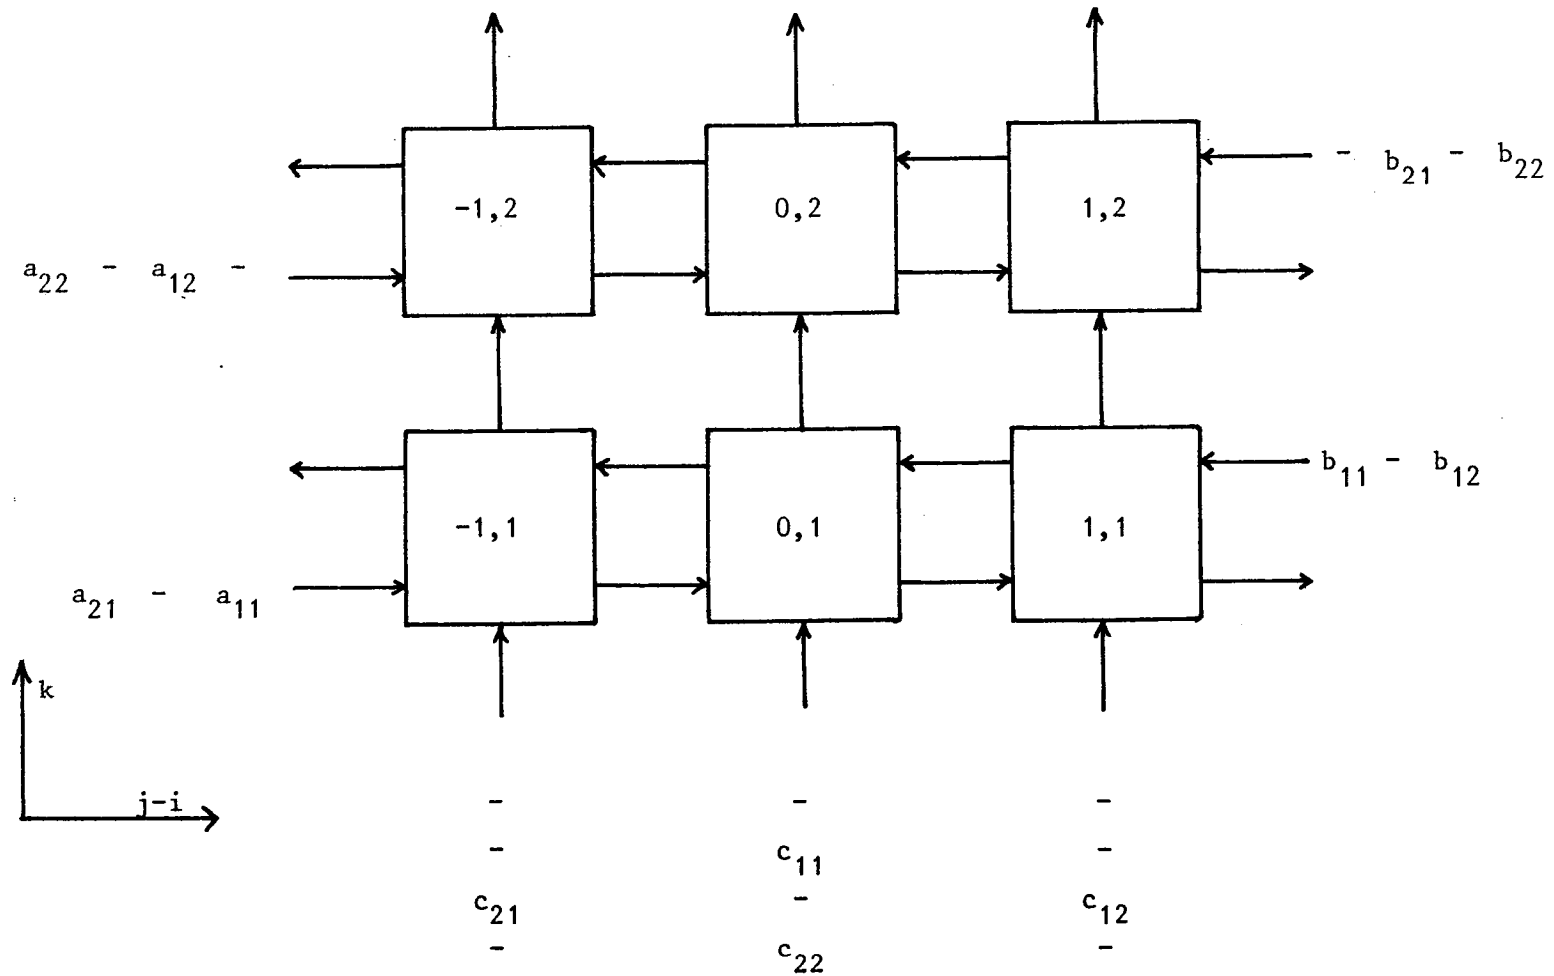 -1,2 0,2 1,2 - b21 - b22
a22 - a12 -
b11 - b12
-1,1 0,1 1,1
a21 - a11
k
j-i
- - -
- c11 -
c21 - c12
- c22 -